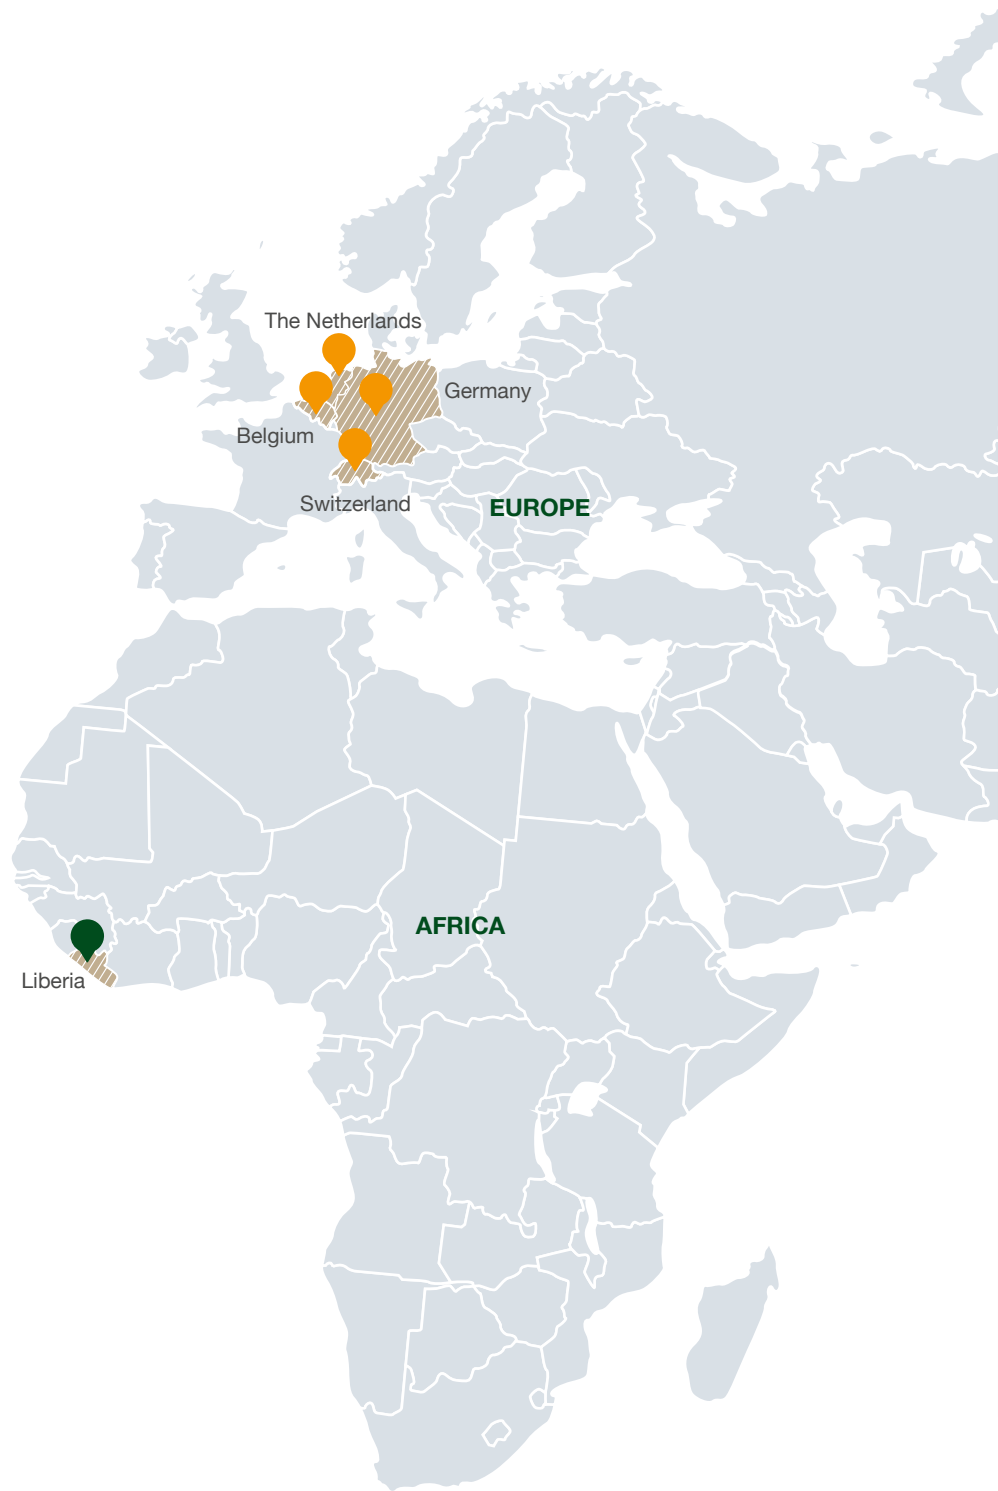 The Netherlands
Germany
Belgium
Switzerland
EUROPE
AFRICA
Liberia